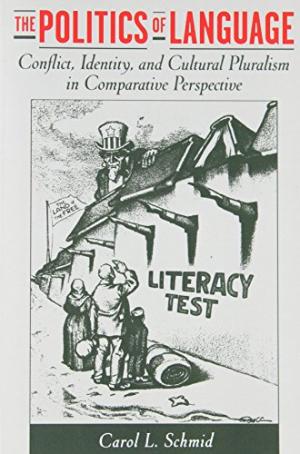 THE POLITICS OF LANGUAGE
Conflict, Identity, and Cultural Pluralism
in Comparative Perspective
THE
LAND OF
THE FREE
LITERACY
TEST
Carol L. Schmid